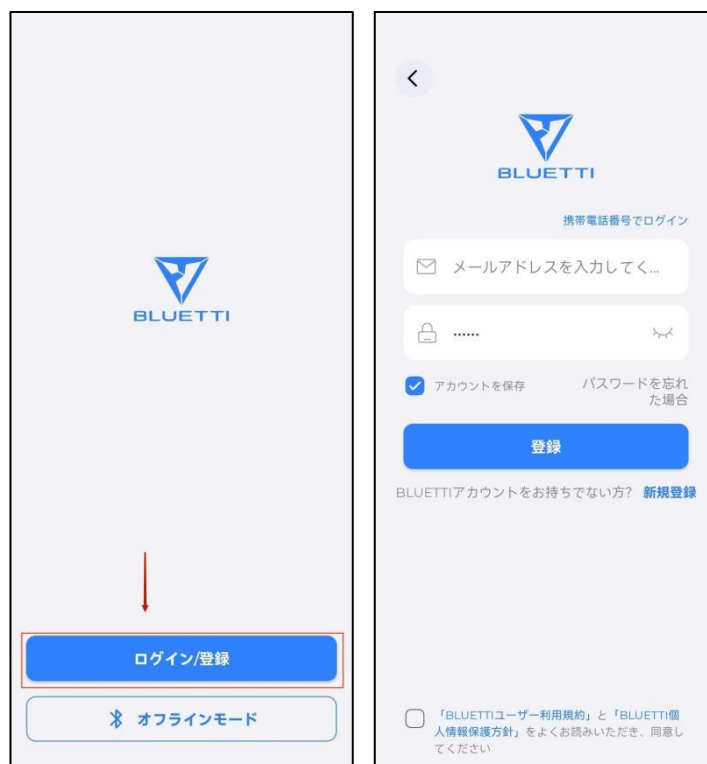 BLUETTI
ログイン/登録
オフラインモード
BLUETTI
携帯電話番号でログイン
メールアドレスを入力してく...
••••••
アカウントを保存
パスワードを忘れ
た場合
登録
BLUETTIアカウントをお持ちでない方? 新規登録
「BLUETTIユーザー利用規約」と「BLUETTI個
人情報保護方針」をよくお読みいただき、同意し
てください